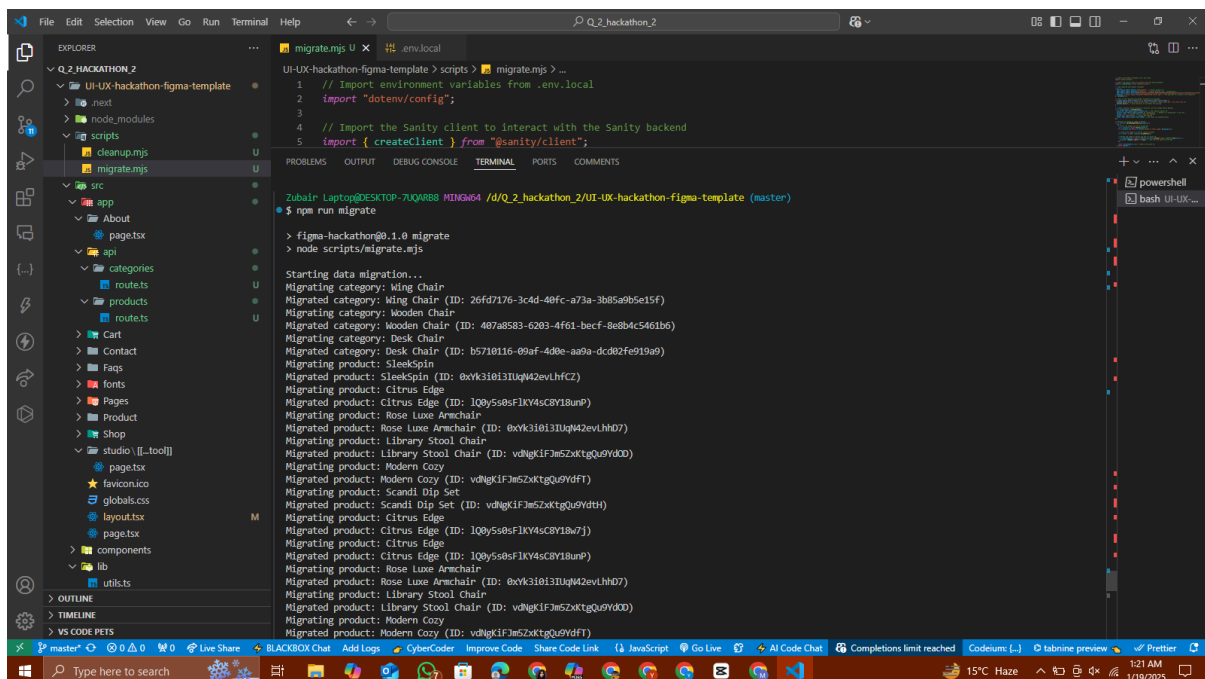 File Edit Selection View Go Run Terminal Help
Q_2_hackathon_2
EXPLORER
Q_2_HACKATHON_2
UI-UX-hackathon-figma-template
.next
node_modules
scripts
cleanup.mjs U
migrate.mjs U
src
app
About
page.tsx
api
categories
route.ts U
products
route.ts U
Cart
Contact
Faqs
fonts
Pages
Product
Shop
studio\[[...tool]]
page.tsx
favicon.ico
globals.css
layout.tsx M
page.tsx
components
lib
utils.ts
OUTLINE
TIMELINE
VS CODE PETS
11
migrate.mjs U .env.local
UI-UX-hackathon-figma-template > scripts > migrate.mjs > ...
1 // Import environment variables from .env.local
2 import "dotenv/config";
3
4 // Import the Sanity client to interact with the Sanity backend
5 import { createClient } from "@sanity/client";
PROBLEMS OUTPUT DEBUG CONSOLE TERMINAL PORTS COMMENTS
powershell
bash UI-UX-...
Zubair Laptop@DESKTOP-7UQARB8 MINGW64 /d/Q_2_hackathon_2/UI-UX-hackathon-figma-template (master)
$ npm run migrate
> figma-hackathon@0.1.0 migrate
> node scripts/migrate.mjs
Starting data migration...
Migrating category: Wing Chair
Migrated category: Wing Chair (ID: 26fd7176-3c4d-40fc-a73a-3b85a9b5e15f)
Migrating category: Wooden Chair
Migrated category: Wooden Chair (ID: 407a8583-6203-4f61-becf-8e8b4c5461b6)
Migrating category: Desk Chair
Migrated category: Desk Chair (ID: b5710116-09af-4d0e-aa9a-dcd02fe919a9)
Migrating product: SleekSpin
Migrated product: SleekSpin (ID: 0xYk3i0i3IUqN42evLhfCZ)
Migrating product: Citrus Edge
Migrated product: Citrus Edge (ID: lQ0y5s0sFlKY4sC8Y18unP)
Migrating product: Rose Luxe Armchair
Migrated product: Rose Luxe Armchair (ID: 0xYk3i0i3IUqN42evLhhD7)
Migrating product: Library Stool Chair
Migrated product: Library Stool Chair (ID: vdNgKiFJm5ZxKtgQu9YdOD)
Migrating product: Modern Cozy
Migrated product: Modern Cozy (ID: vdNgKiFJm5ZxKtgQu9YdfT)
Migrating product: Scandi Dip Set
Migrated product: Scandi Dip Set (ID: vdNgKiFJm5ZxKtgQu9YdtH)
Migrating product: Citrus Edge
Migrated product: Citrus Edge (ID: lQ0y5s0sFlKY4sC8Y18w7j)
Migrating product: Citrus Edge
Migrated product: Citrus Edge (ID: lQ0y5s0sFlKY4sC8Y18unP)
Migrating product: Rose Luxe Armchair
Migrated product: Rose Luxe Armchair (ID: 0xYk3i0i3IUqN42evLhhD7)
Migrating product: Library Stool Chair
Migrated product: Library Stool Chair (ID: vdNgKiFJm5ZxKtgQu9YdOD)
Migrating product: Modern Cozy
Migrated product: Modern Cozy (ID: vdNgKiFJm5ZxKtgQu9YdfT)
master* 0 0 0 Live Share BLACKBOX Chat Add Logs CyberCoder Improve Code Share Code Link JavaScript Go Live AI Code Chat Completions limit reached Codeium: {...} tabnine preview Prettier
Type here to search 15°C Haze 1:21 AM
1/19/2025